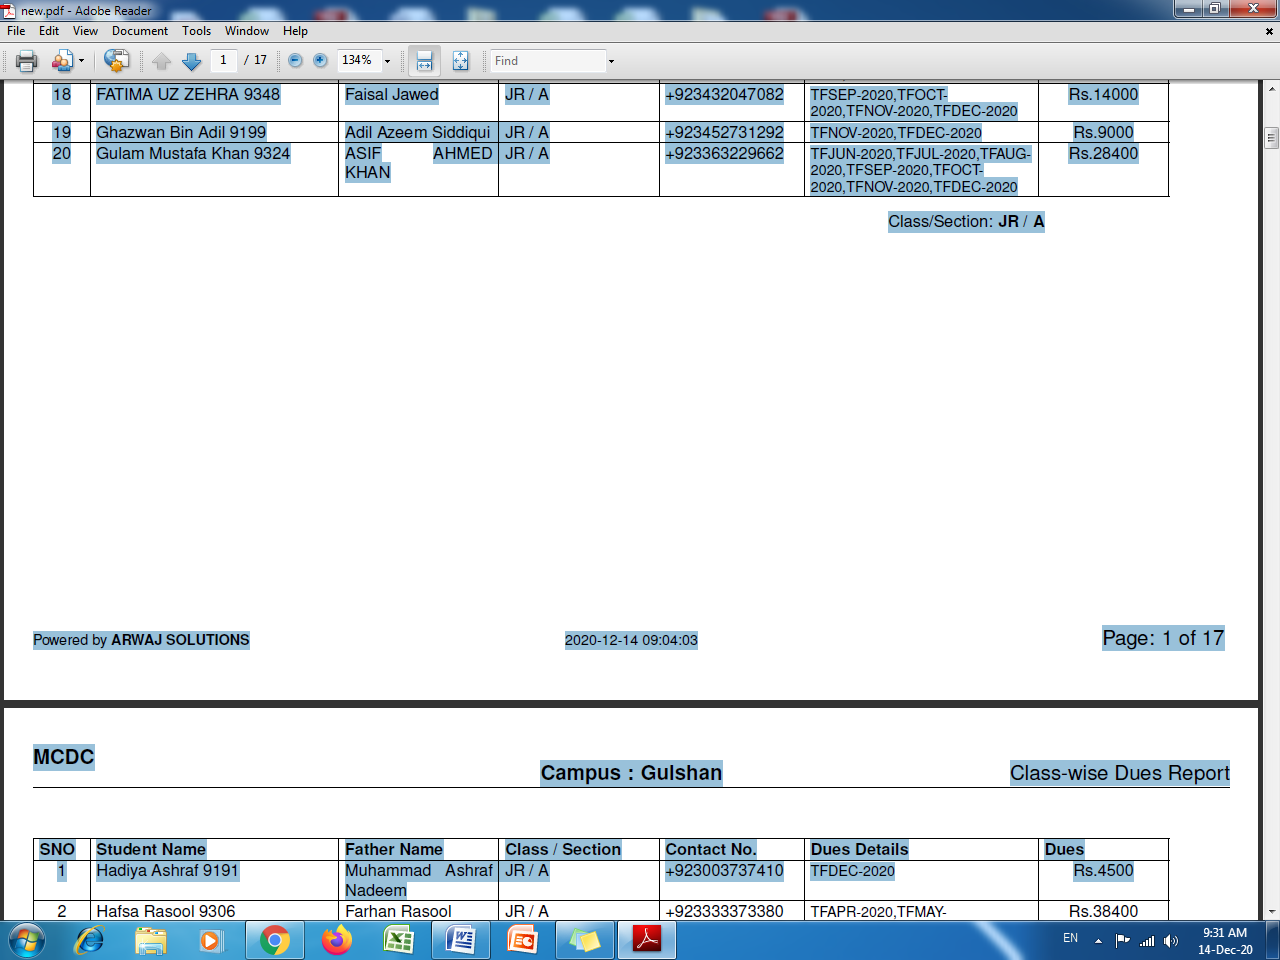 new.pdf - Adobe Reader
File Edit View Document Tools Window Help
1 / 17 134% Find
18 FATIMA UZ ZEHRA 9348 Faisal Jawed JR / A +923432047082 TFSEP-2020,TFOCT- Rs.14000
2020,TFNOV-2020,TFDEC-2020
19 Ghazwan Bin Adil 9199 Adil Azeem Siddiqui JR / A +923452731292 TFNOV-2020,TFDEC-2020 Rs.9000
20 Gulam Mustafa Khan 9324 ASIF AHMED JR / A +923363229662 TFJUN-2020,TFJUL-2020,TFAUG- Rs.28400
KHAN 2020,TFSEP-2020,TFOCT-
2020,TFNOV-2020,TFDEC-2020
Class/Section: JR / A
Powered by ARWAJ SOLUTIONS 2020-12-14 09:04:03 Page: 1 of 17
MCDC
Campus : Gulshan Class-wise Dues Report
SNO Student Name Father Name Class / Section Contact No. Dues Details Dues
1 Hadiya Ashraf 9191 Muhammad Ashraf JR / A +923003737410 TFDEC-2020 Rs.4500
Nadeem
2 Hafsa Rasool 9306 Farhan Rasool JR / A +923333373380 TFAPR-2020,TFMAY- Rs.38400
EN 9:31 AM
14-Dec-20